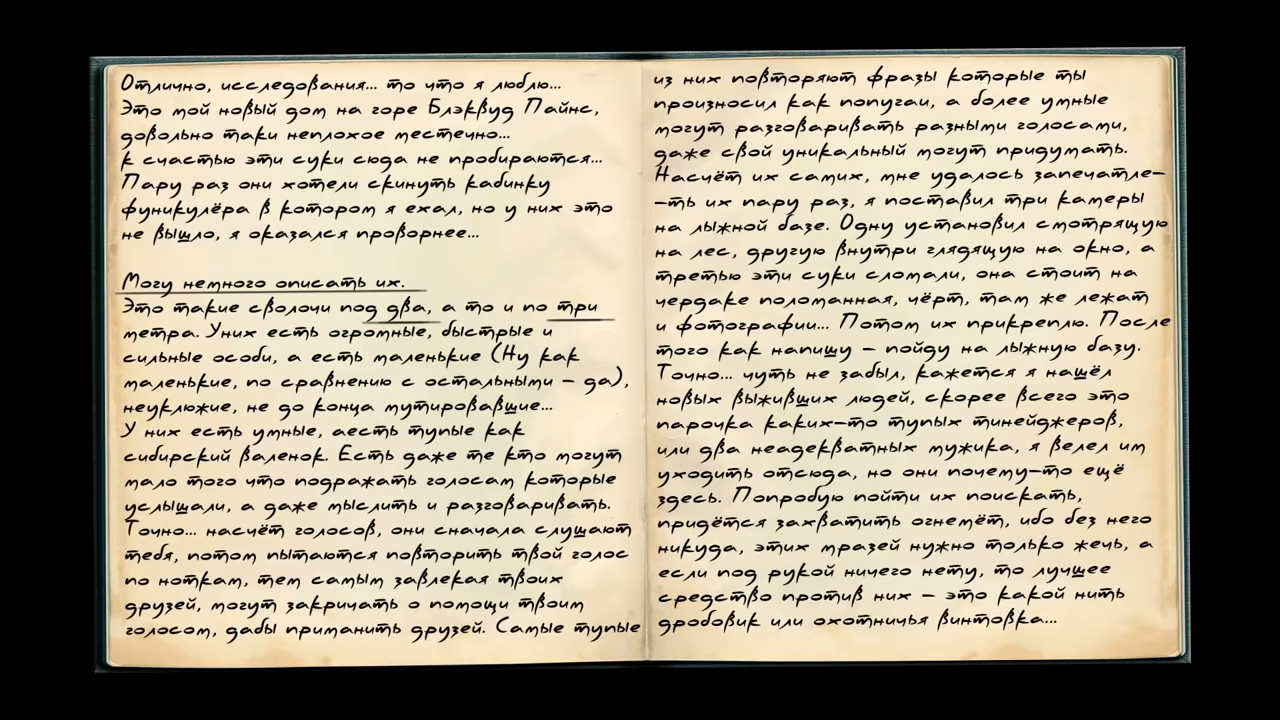 Отлично, исследования... то что я люблю...
Это мой новый дом на горе Блэквуд Пайнс,
довольно таки неплохое местечко...
К счастью эти суки сюда не пробираются...
Пару раз они хотели скинуть кабинку
фуникулёра в котором я ехал, но у них это
не вышло, я оказался проворнее...
Могу немного описать их.
Это такие сволочи под два, а то и по три
метра. Уних есть огромные, быстрые и
сильные особи, а есть маленькие (Ну как
маленькие, по сравнению с остальными – да),
неуклюжие, не до конца мутировавшие...
У них есть умные, аесть тупые как
сибирский валенок. Есть даже те кто могут
мало того что подражать голосам которые
услышали, а даже мыслить и разговаривать.
Точно... насчёт голосов, они сначала слушают
тебя, потом пытаются повторить твой голос
по ноткам, тем самым завлекая твоих
друзей, могут закричать о помощи твоим
голосом, дабы приманить друзей. Самые тупые
из них повторяют фразы которые ты
произносил как попугаи, а более умные
могут разговаривать разными голосами,
даже свой уникальный могут придумать.
Насчёт их самих, мне удалось запечатле-
-ть их пару раз, я поставил три камеры
на лыжной базе. Одну установил смотрящую
на лес, другую внутри глядящую на окно, а
третью эти суки сломали, она стоит на
чердаке поломанная, чёрт, там же лежат
и фотографии... Потом их прикреплю. После
того как напишу – пойду на лыжную базу.
Точно... чуть не забыл, кажется я нашёл
новых выживших людей, скорее всего это
парочка каких-то тупых тинейджеров,
или два неадекватных мужика, я велел им
уходить отсюда, но они почему-то ещё
здесь. Попробую пойти их поискать,
придётся захватить огнемёт, ибо без него
никуда, этих мразей нужно только жечь, а
если под рукой ничего нету, то лучшее
средство против них – это какой нить
дробовик или охотничья винтовка...